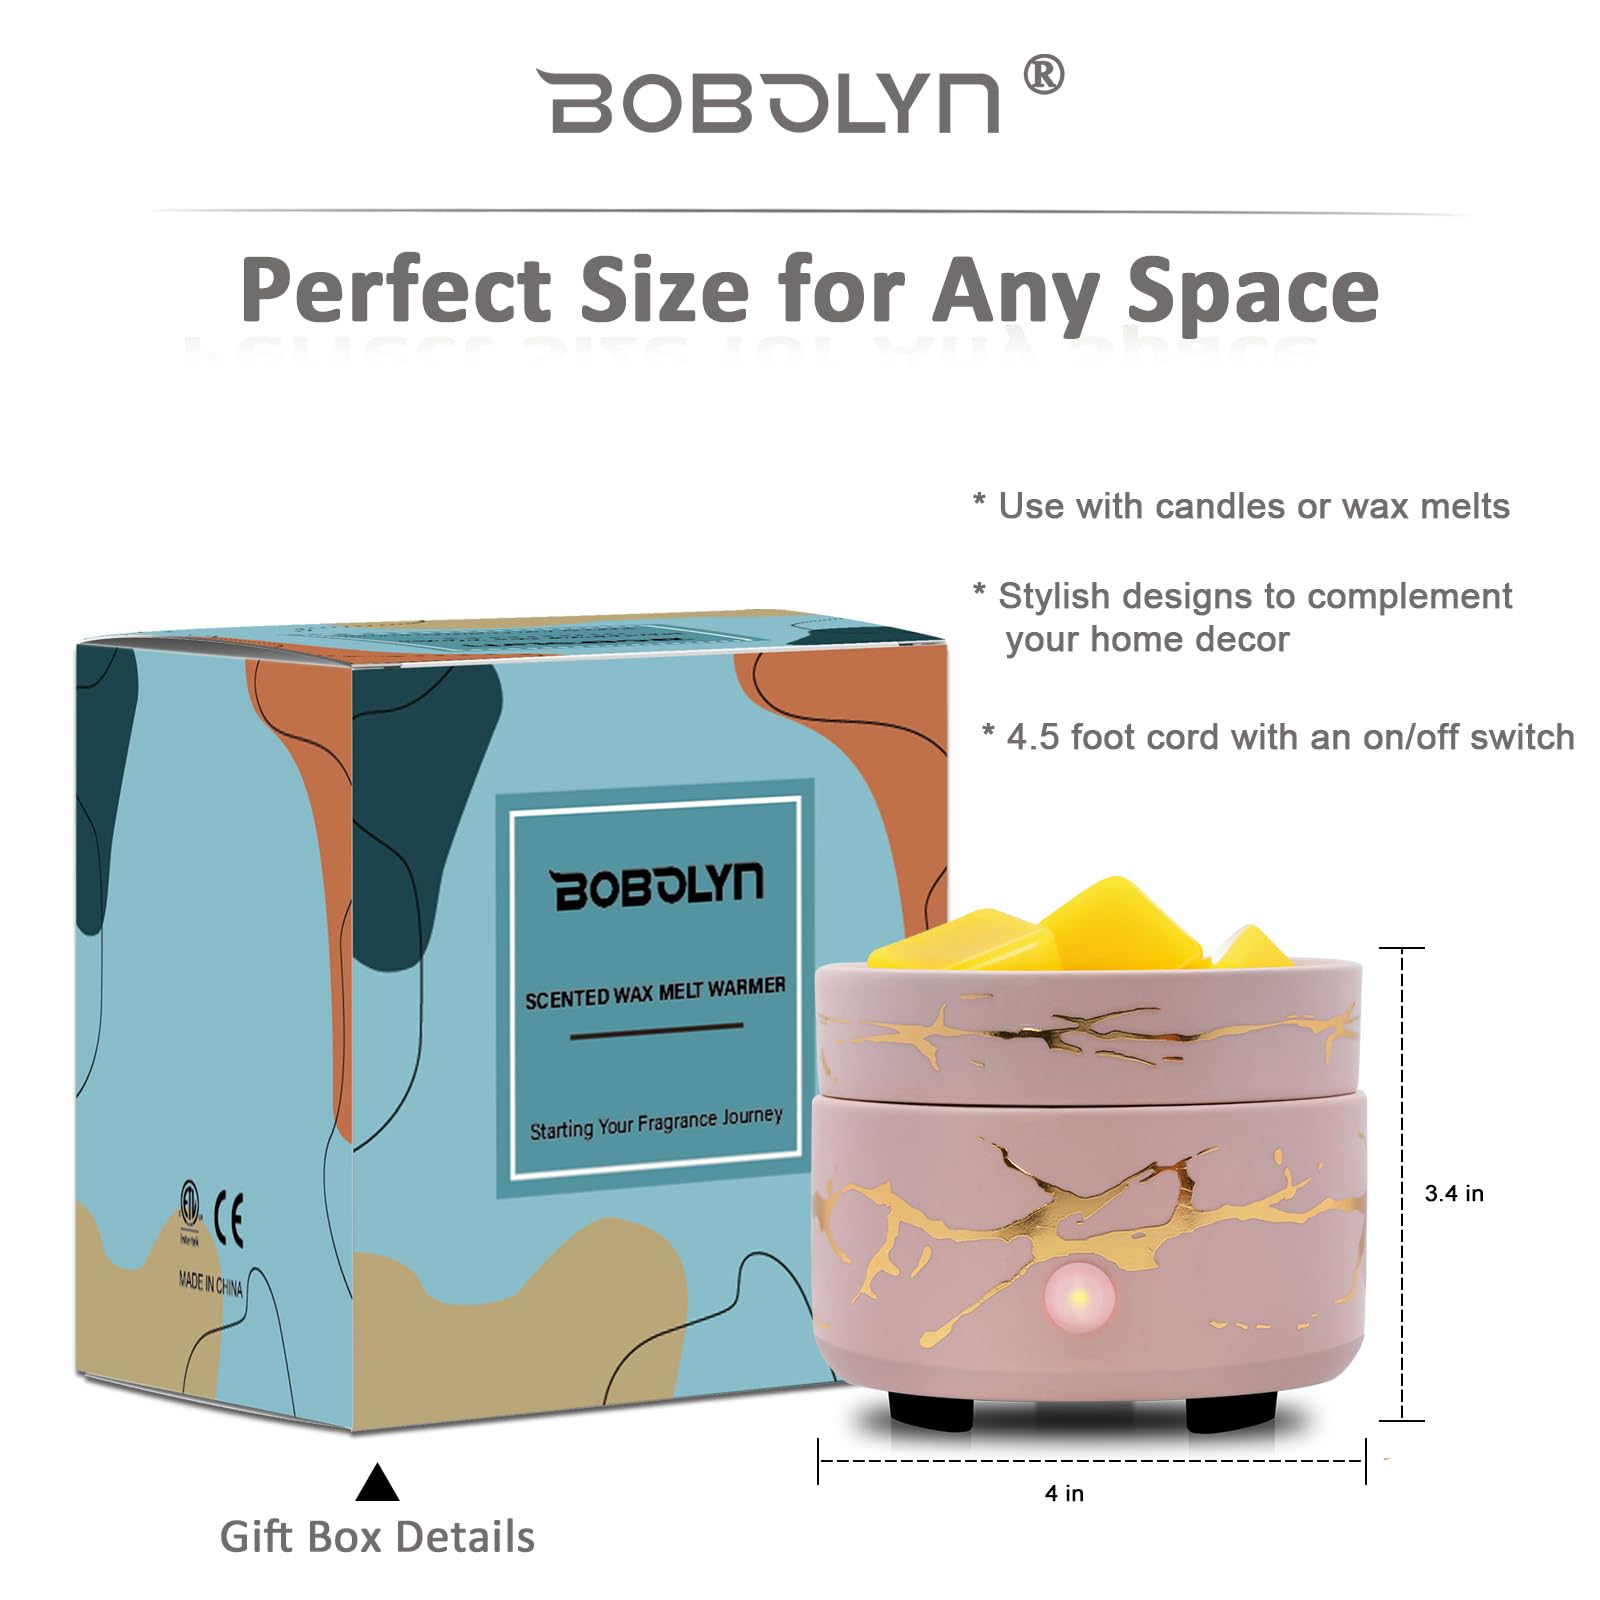 BOBOLYN ®
Perfect Size for Any Space
* Use with candles or wax melts
* Stylish designs to complement
your home decor
* 4.5 foot cord with an on/off switch
BOBOLYN
SCENTED WAX MELT WARMER
Starting Your Fragrance Journey
ETL
Intertek
CE
MADE IN CHINA
3.4 in
4 in
Gift Box Details